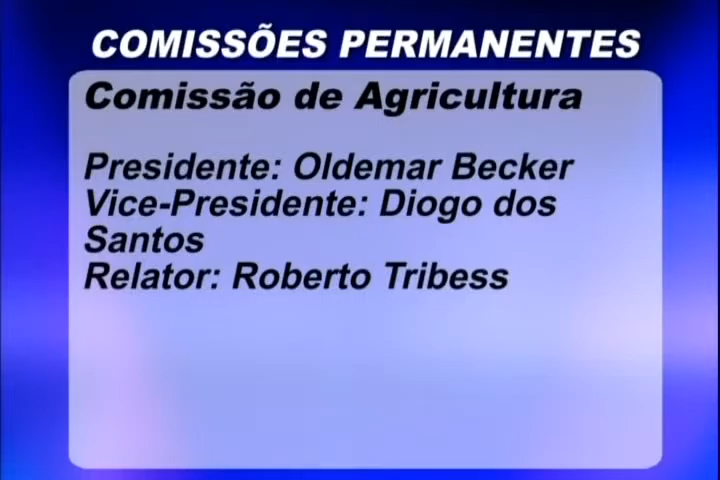 COMISSÕES PERMANENTES
Comissão de Agricultura
Presidente: Oldemar Becker
Vice-Presidente: Diogo dos
Santos
Relator: Roberto Tribess